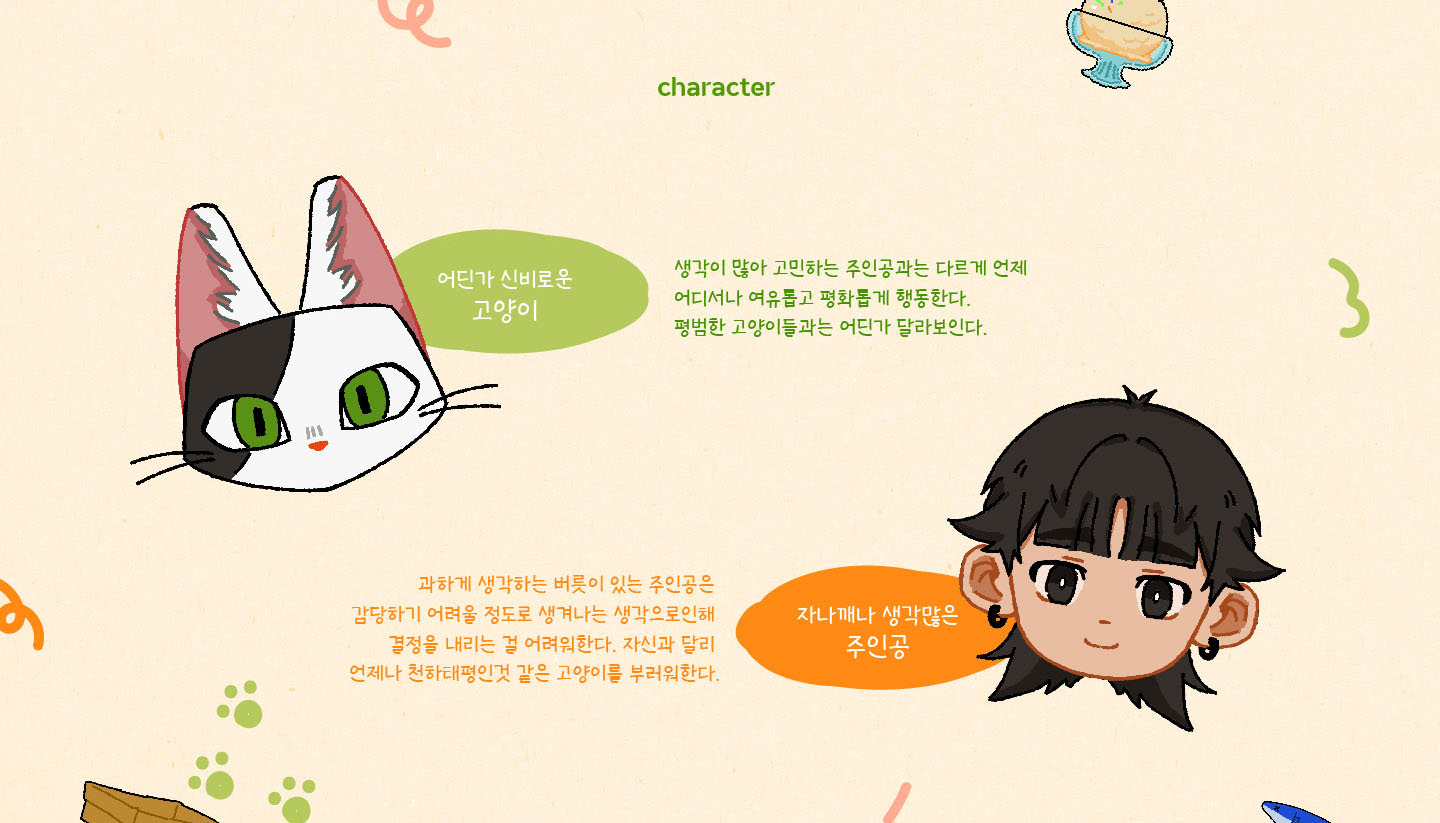 character
어딘가 신비로운
고양이
생각이 많아 고민하는 주인공과는 다르게 언제
어디서나 여유롭고 평화롭게 행동한다.
평범한 고양이들과는 어딘가 달라보인다.
과하게 생각하는 버릇이 있는 주인공은
감당하기 어려울 정도로 생겨나는 생각으로인해
결정을 내리는 걸 어려워한다. 자신과 달리
언제나 천하태평인것 같은 고양이를 부러워한다.
자나깨나 생각많은
주인공